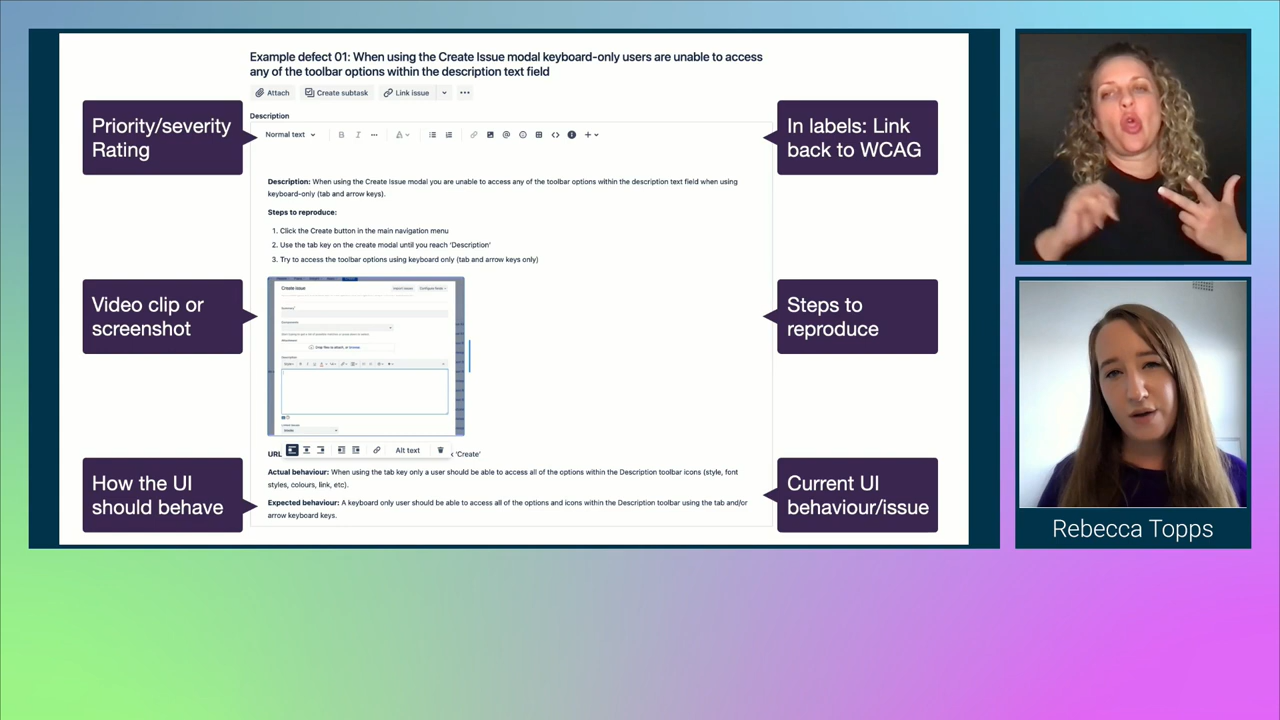 Example defect 01: When using the Create Issue modal keyboard-only users are unable to access
any of the toolbar options within the description text field
Attach
Create subtask
Link issue
Description
Priority/severity
Rating
Normal text
In labels: Link
back to WCAG
Description: When using the Create Issue modal you are unable to access any of the toolbar options within the description text field when using
keyboard-only (tab and arrow keys).
Steps to reproduce:
1. Click the Create button in the main navigation menu
2. Use the tab key on the create modal until you reach 'Description'
3. Try to access the toolbar options using keyboard only (tab and arrow keys only)
Video clip or
screenshot
Create issue
Import issues
Configure fields
Summary*
Description
Steps to
reproduce
Alt text
URL
'Create'
How the UI
should behave
Actual behaviour: When using the tab key only a user should be able to access all of the options within the Description toolbar icons (style, font
styles, colours, link, etc).
Expected behaviour: A keyboard only user should be able to access all of the options and icons within the Description toolbar using the tab and/or
arrow keyboard keys.
Current UI
behaviour/issue
Rebecca Topps